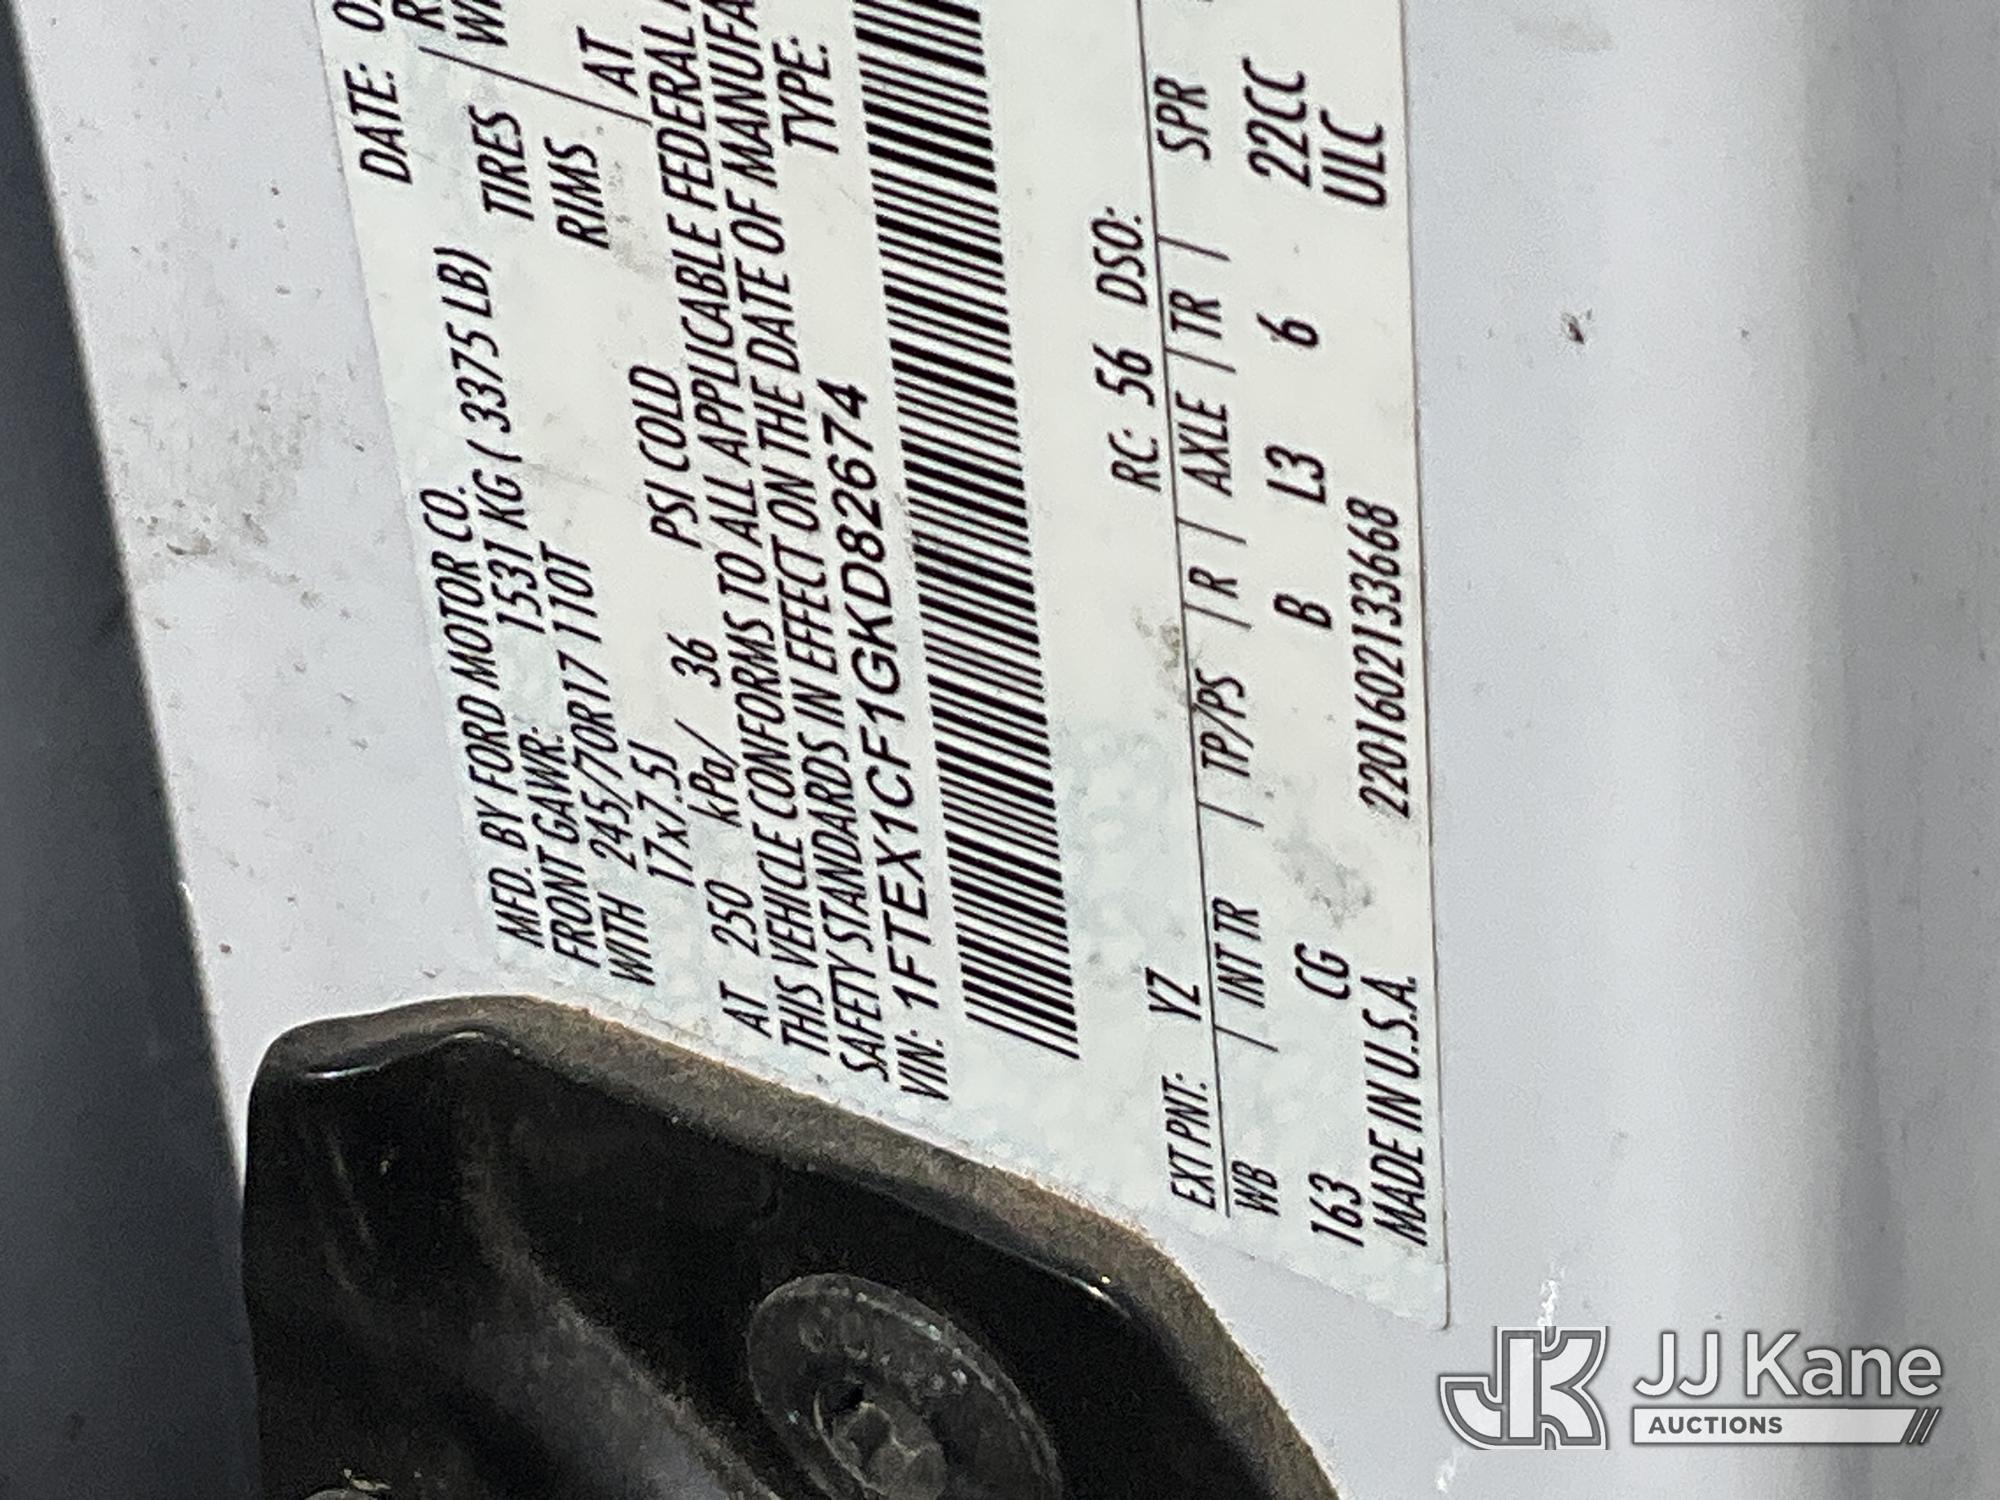 MFD. BY FORD MOTOR CO.
DATE:
FRONT GAWR: 1531 KG ( 3375 LB)
245/70R17 110T TIRES
WITH
17x7.5J RIMS
AT 250 kPa/ 36 PSI COLD AT
THIS VEHICLE CONFORMS TO ALL APPLICABLE FEDERAL
SAFETY STANDARDS IN EFFECT ON THE DATE OF MANUFA
VIN: 1FTEX1CF1GKD82674
TYPE:
EXT PNT: YZ RC: 56 DSO:
WB | INT TR | TP/PS | R | AXLE | TR | SPR
163 CG B L3 6 22CC
MADE IN U.S.A. 2201602133668 ULC
JK JJ Kane
AUCTIONS